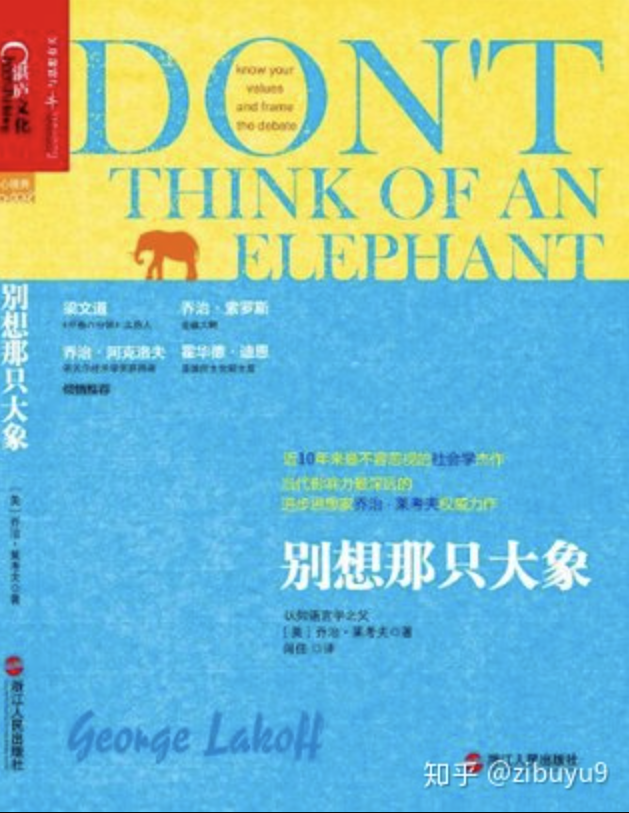 湛庐文化
心视界
别想那只大象
[美] 乔治·莱考夫◎著
浙江人民出版社
DON'T
know your
values
and frame
the debate
THINK OF AN
ELEPHANT
梁文道
乔治·索罗斯
乔治·阿克洛夫
霍华德·迪恩
倾情推荐
近10年来最不容忽视的社会学杰作
当代影响力最深远的
进步思想家乔治·莱考夫权威力作
别想那只大象
认知语言学之父
[美] 乔治·莱考夫◎著
闾佳◎译
George Lakoff
浙江人民出版社
知乎 @zibuyu9